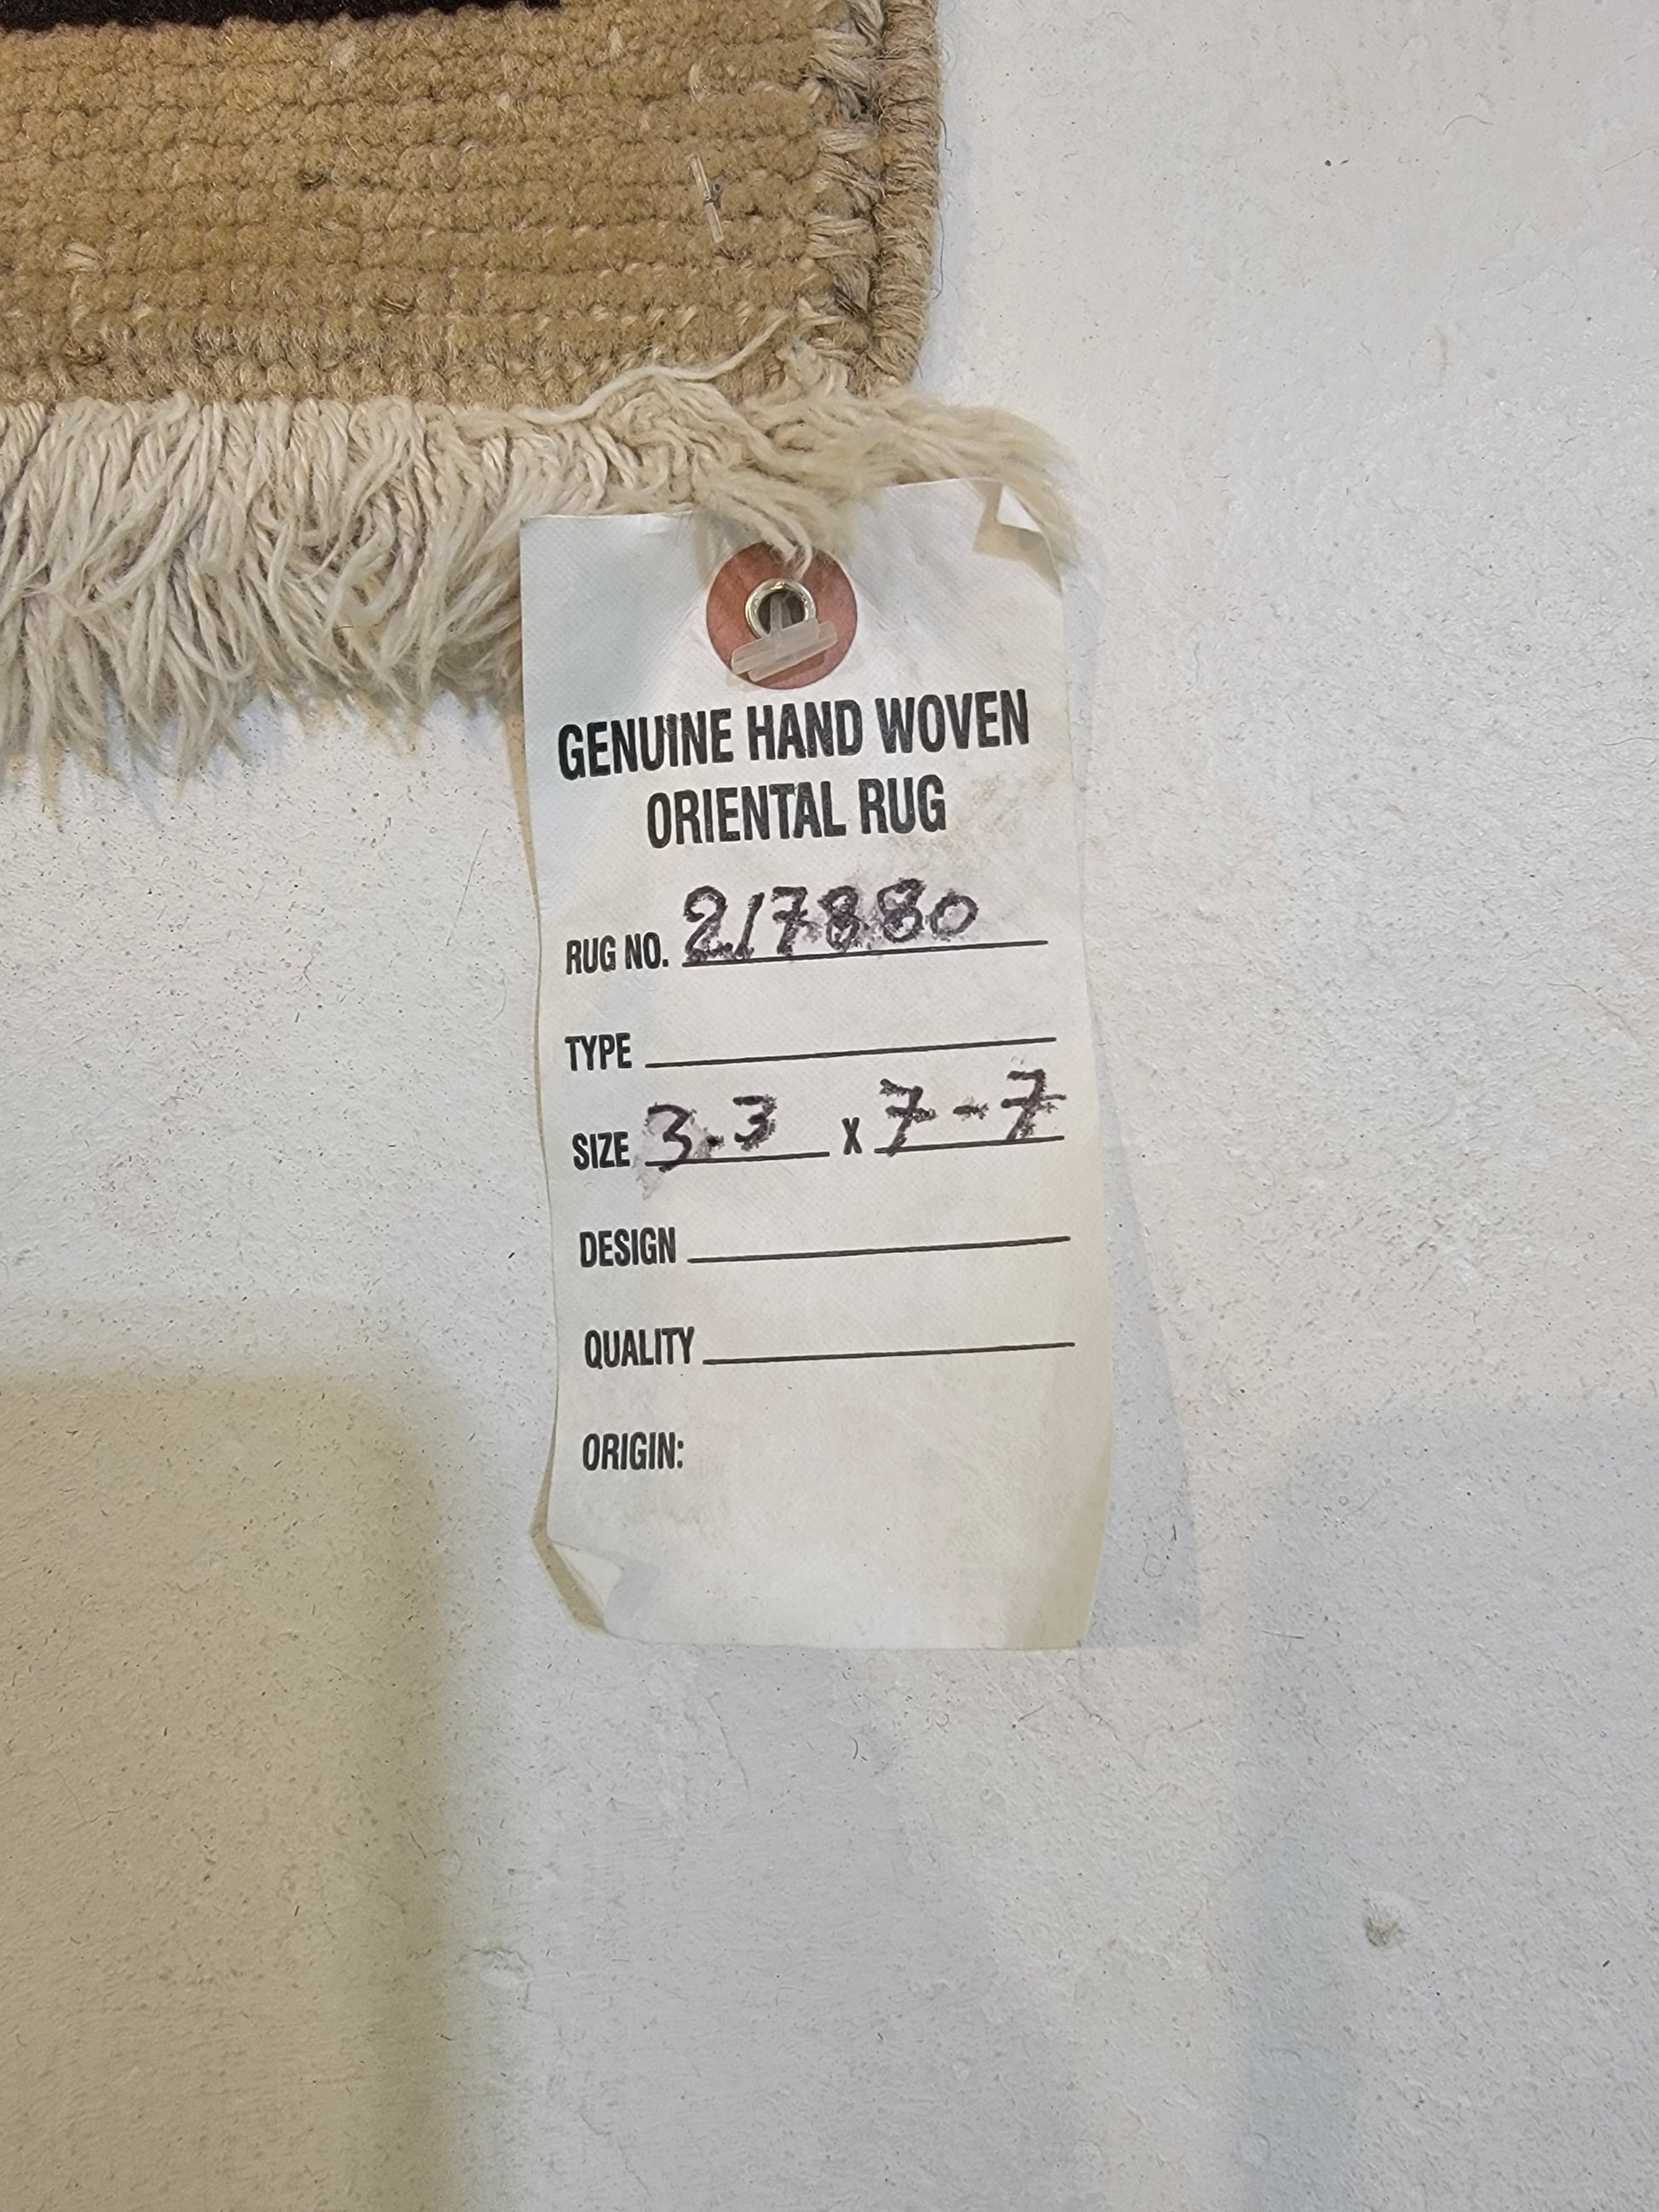 GENUINE HAND WOVEN
ORIENTAL RUG
RUG NO. 217880
TYPE
SIZE 3.3 X 7-7
DESIGN
QUALITY
ORIGIN: